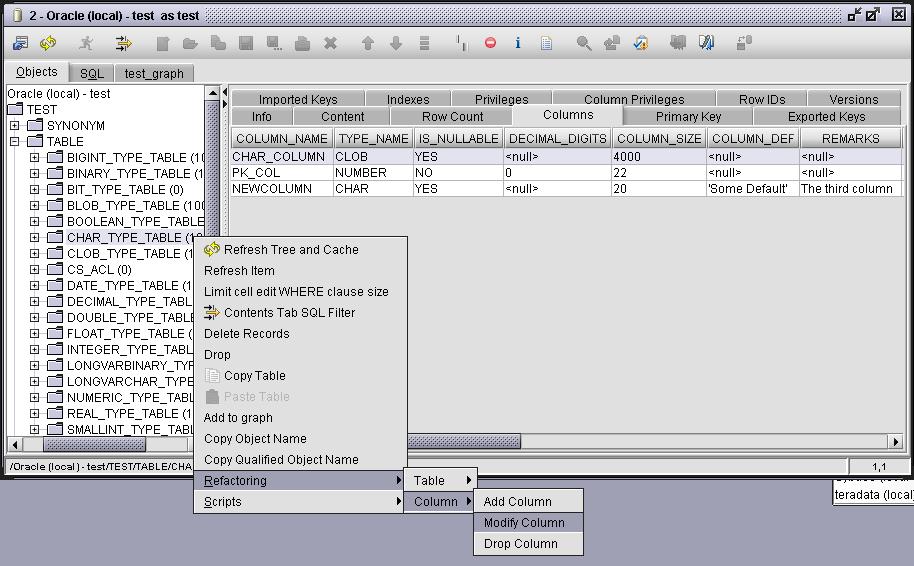 2 - Oracle (local) - test  as test
Objects SQL test_graph
Oracle (local) - test
TEST
SYNONYM
TABLE
BIGINT_TYPE_TABLE (10
BINARY_TYPE_TABLE (1
BIT_TYPE_TABLE (0)
BLOB_TYPE_TABLE (100
BOOLEAN_TYPE_TABLE
CHAR_TYPE_TABLE (10
CLOB_TYPE_TABLE (1
CS_ACL (0)
DATE_TYPE_TABLE (1
DECIMAL_TYPE_TABL
DOUBLE_TYPE_TABLE
FLOAT_TYPE_TABLE (1
INTEGER_TYPE_TABL
LONGVARBINARY_TYP
LONGVARCHAR_TYPE
NUMERIC_TYPE_TABL
REAL_TYPE_TABLE (1
SMALLINT_TYPE_TABL
Imported Keys Indexes Privileges Column Privileges Row IDs Versions
Info Content Row Count Columns Primary Key Exported Keys
COLUMN_NAME TYPE_NAME IS_NULLABLE DECIMAL_DIGITS COLUMN_SIZE COLUMN_DEF REMARKS
CHAR_COLUMN CLOB YES <null> 4000 <null> <null>
PK_COL NUMBER NO 0 22 <null> <null>
NEWCOLUMN CHAR YES <null> 20 'Some Default' The third column
Refresh Tree and Cache
Refresh Item
Limit cell edit WHERE clause size
Contents Tab SQL Filter
Delete Records
Drop
Copy Table
Paste Table
Add to graph
Copy Object Name
Copy Qualified Object Name
Refactoring
Scripts
Table
Column
Add Column
Modify Column
Drop Column
/Oracle (local) - test/TEST/TABLE/CHA
1,1
teradata (local)